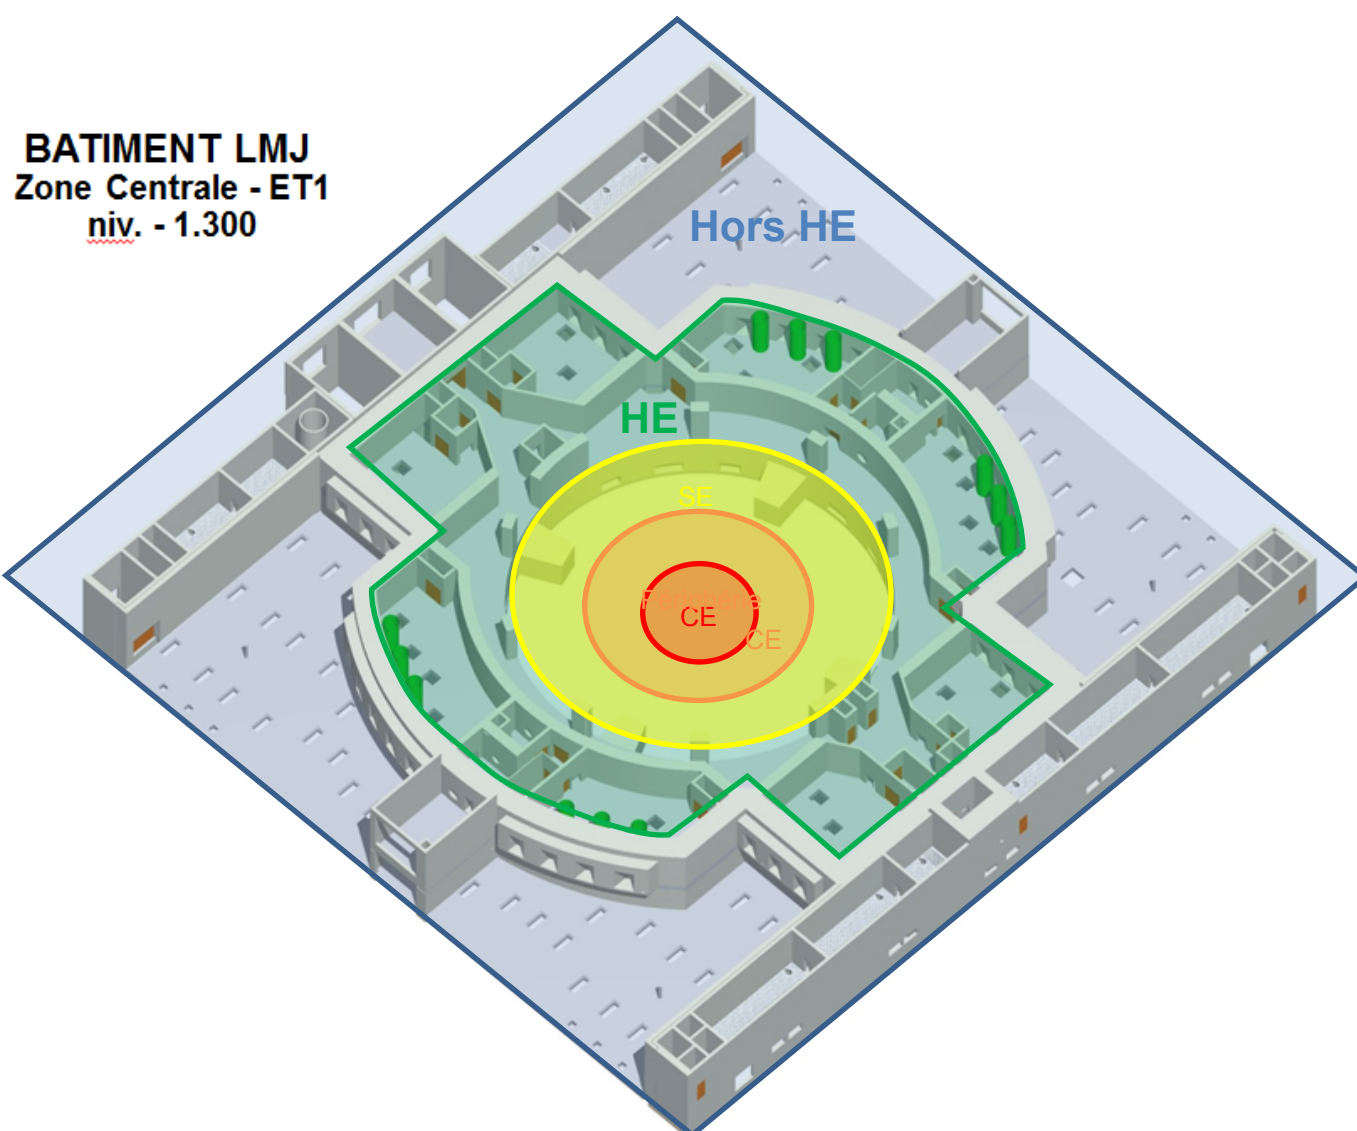 BATIMENT LMJ
Zone Centrale - ET1
niv. - 1.300
Hors HE
HE
SE
CE
CE